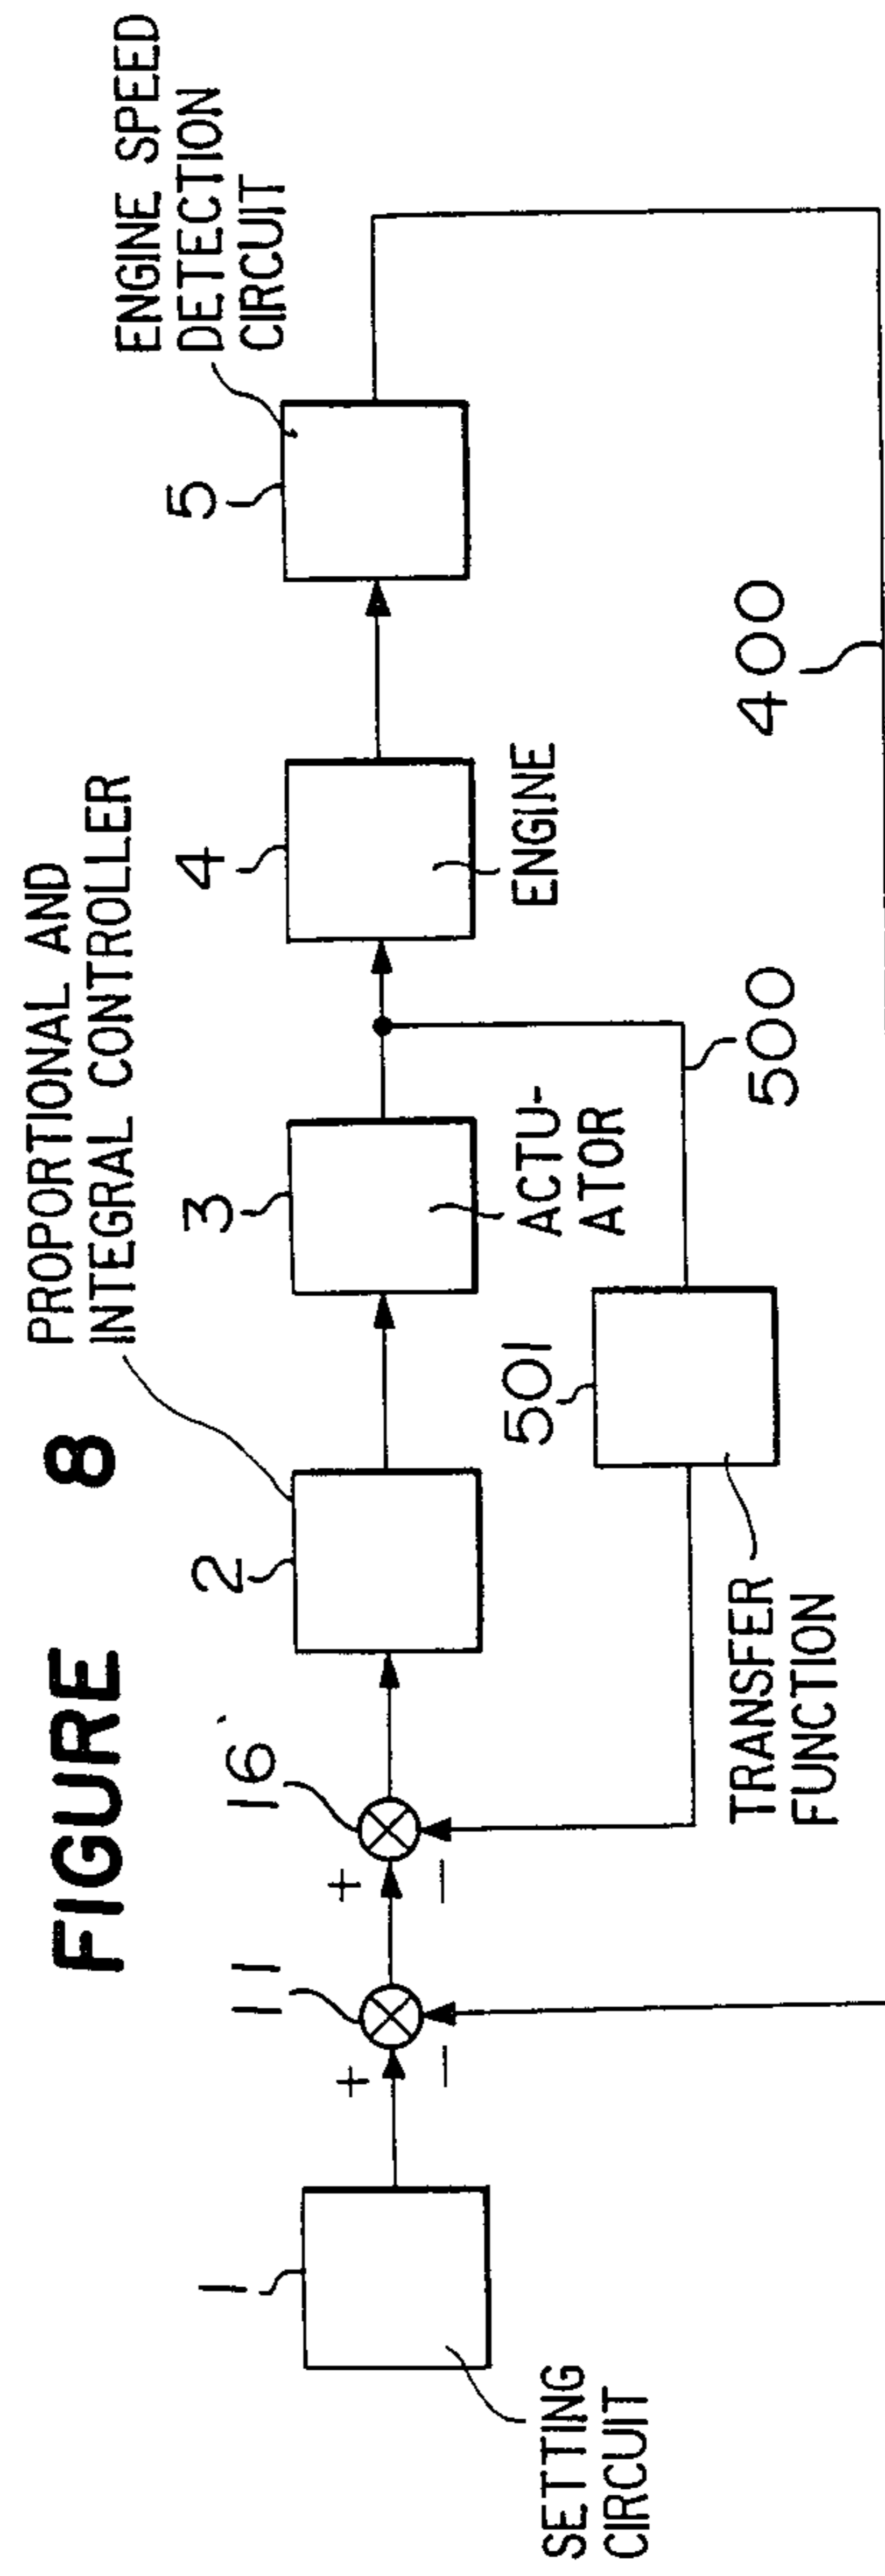 FIGURE 8
SETTING
CIRCUIT
1
+
−
11
+
−
16
2
PROPORTIONAL AND
INTEGRAL CONTROLLER
3
ACTU-
ATOR
4
ENGINE
5
ENGINE SPEED
DETECTION
CIRCUIT
501
TRANSFER
FUNCTION
500
400